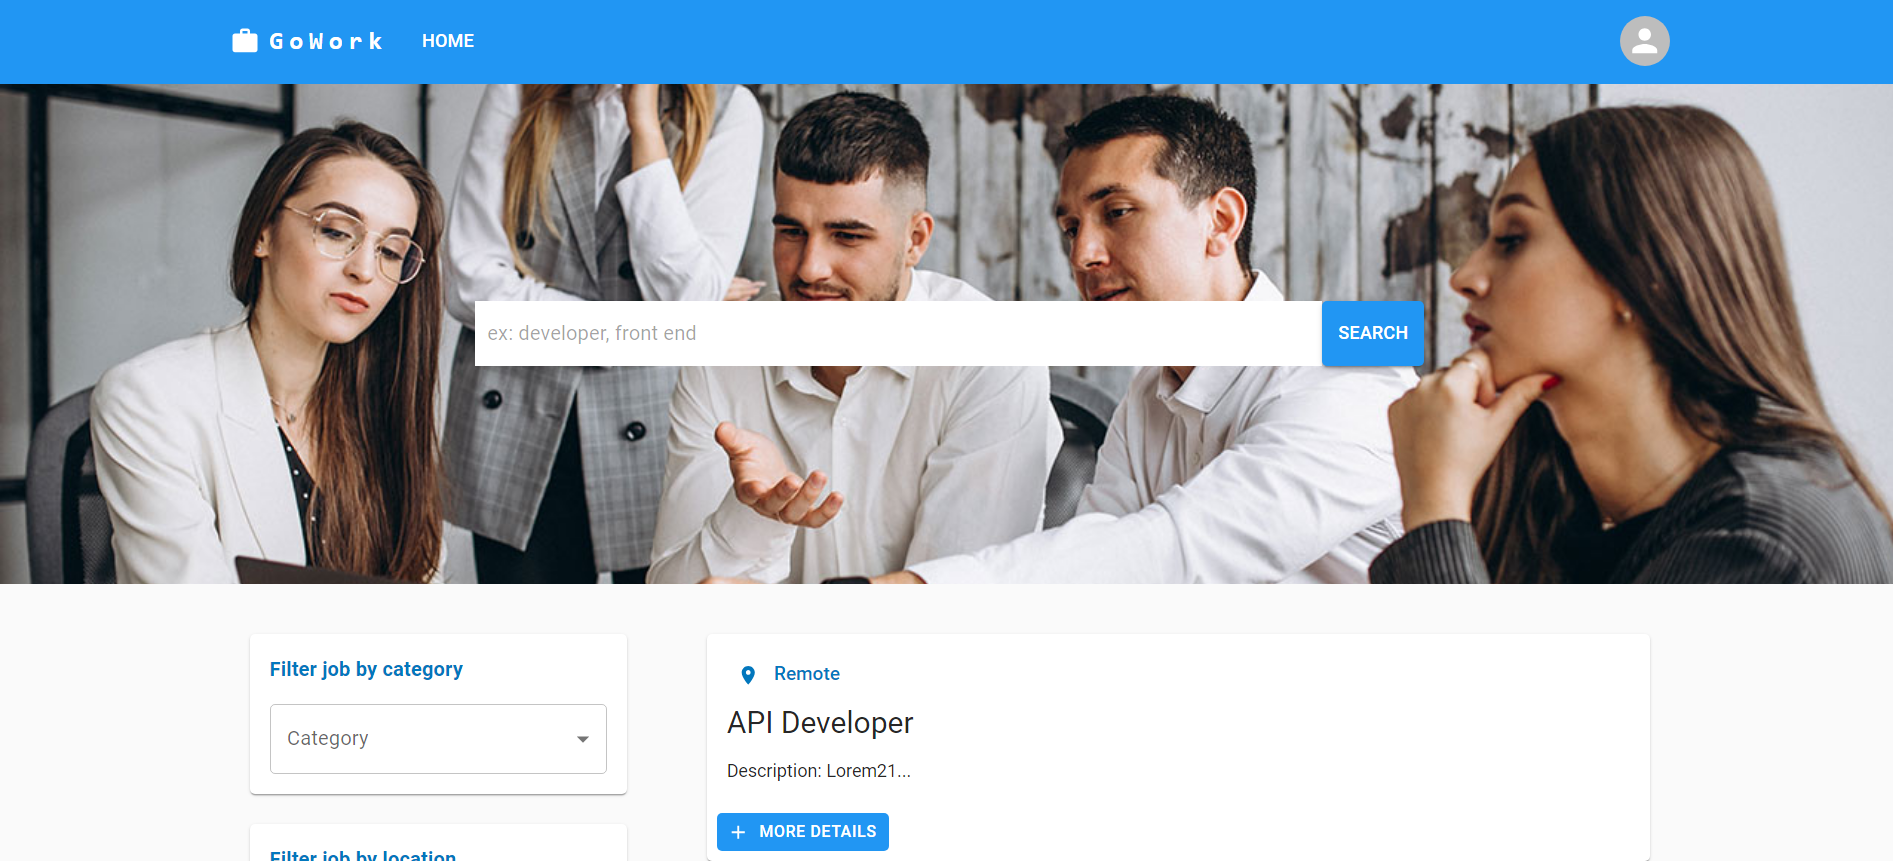 GoWork
HOME
ex: developer, front end
SEARCH
Filter job by category
Category
Filter job by location
Remote
API Developer
Description: Lorem21...
MORE DETAILS